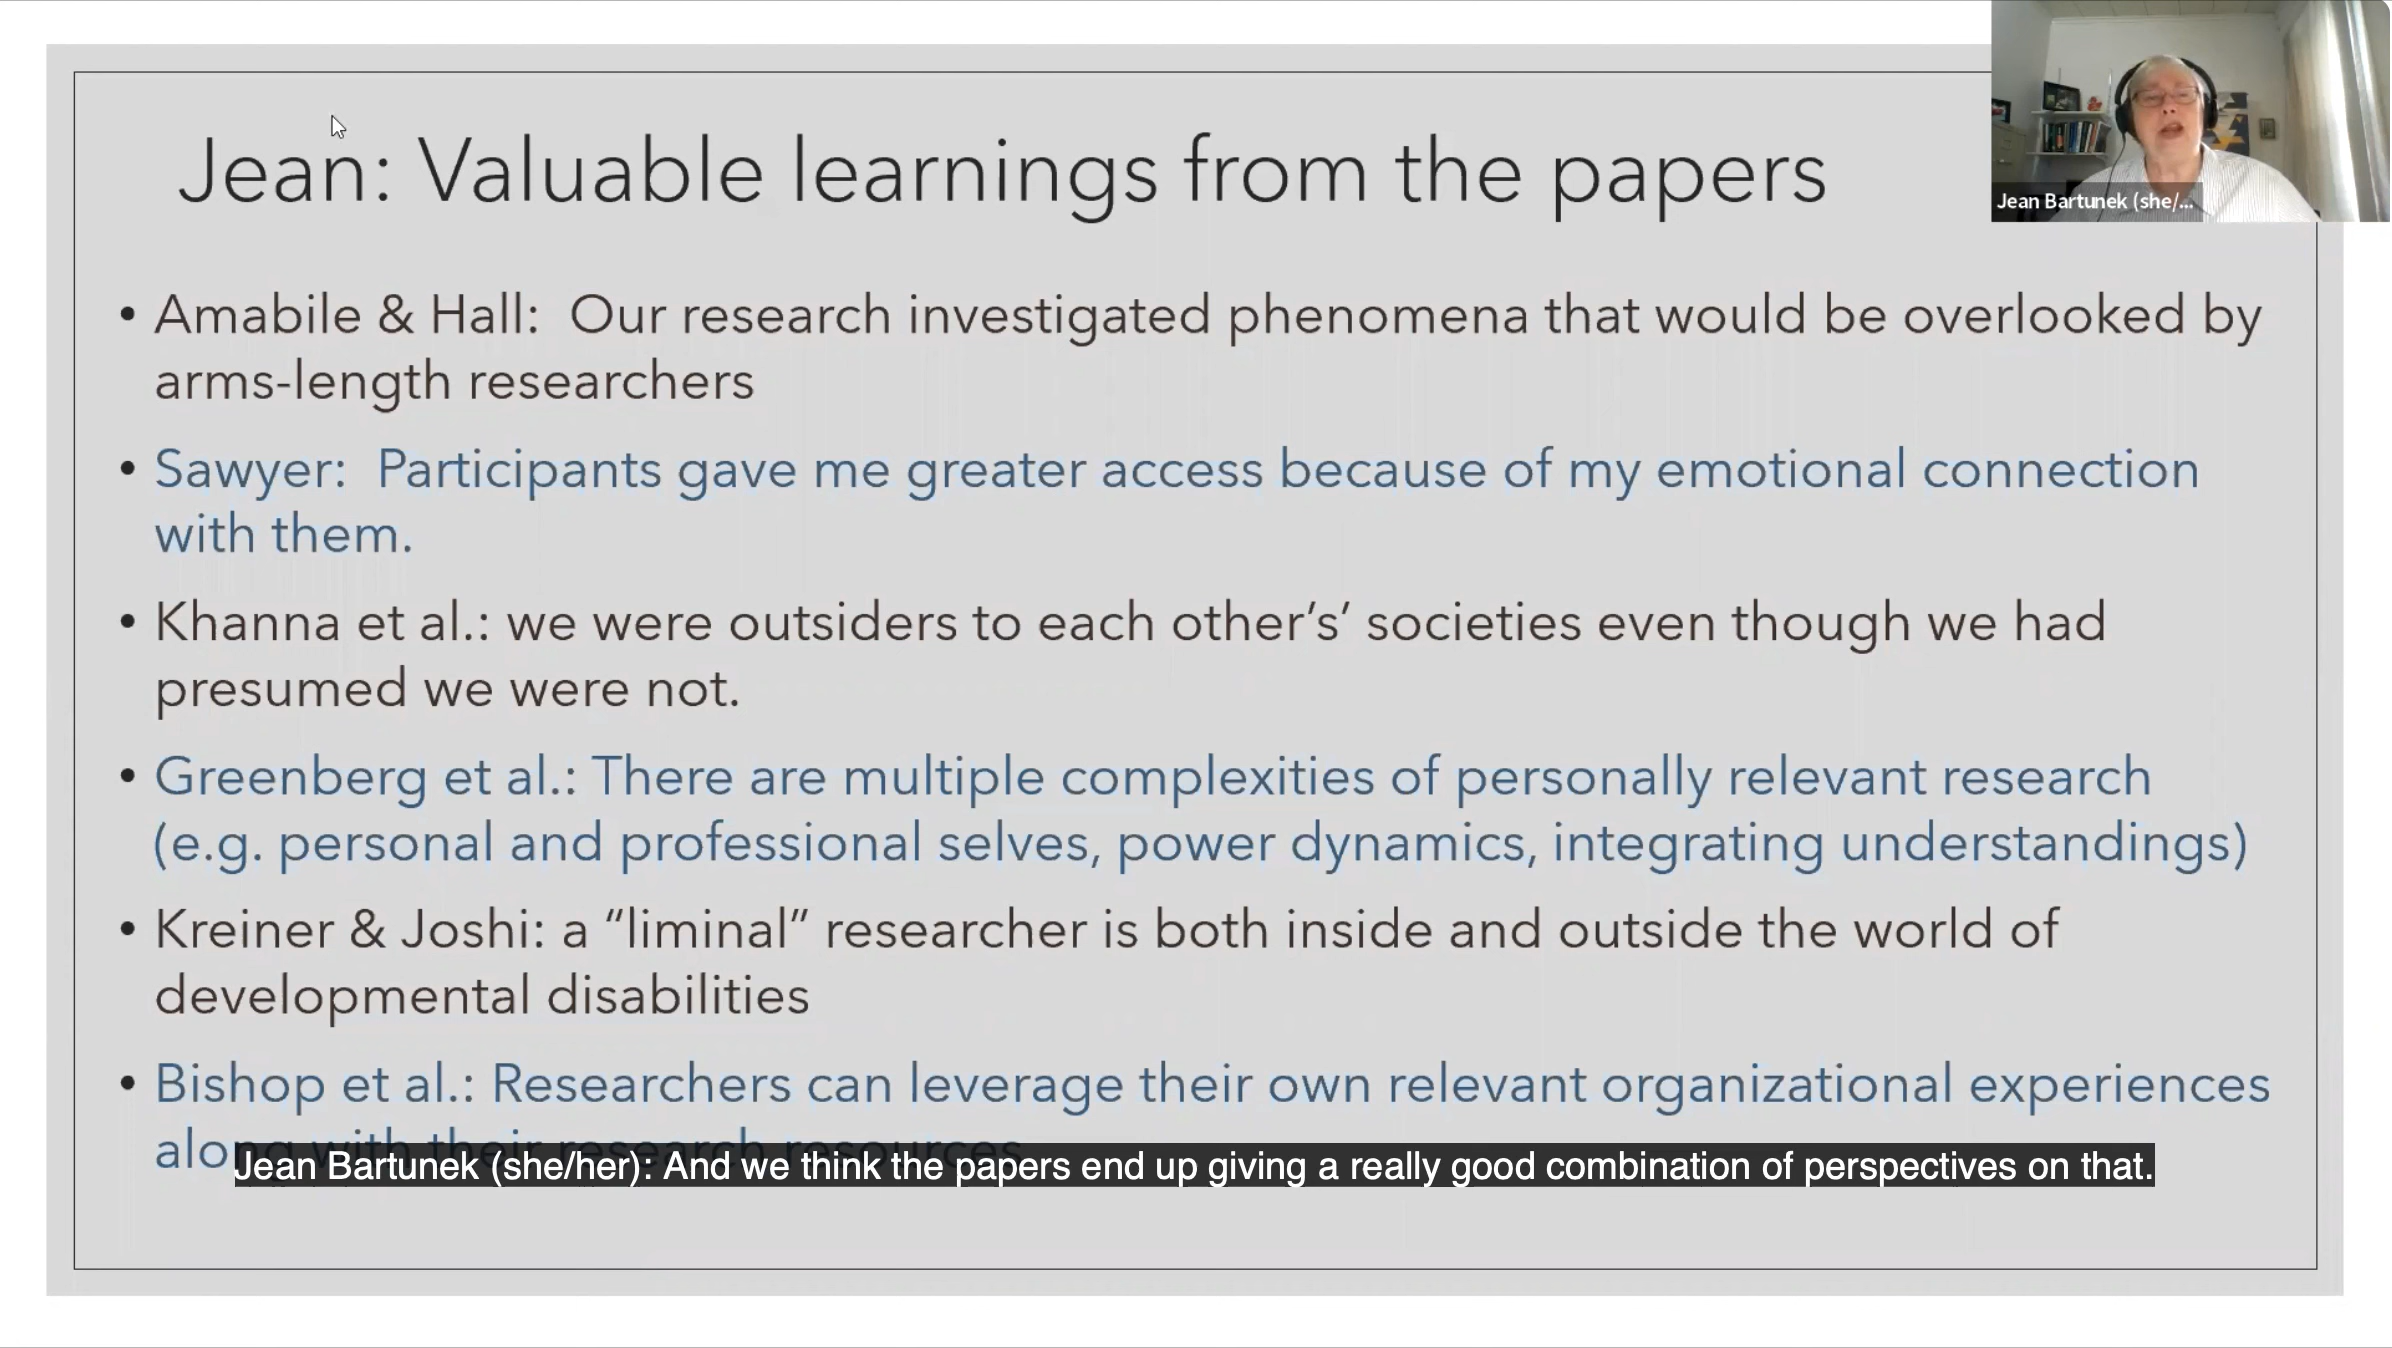 Jean: Valuable learnings from the papers
Jean Bartunek (she/...
• Amabile & Hall:  Our research investigated phenomena that would be overlooked by
arms-length researchers
• Sawyer:  Participants gave me greater access because of my emotional connection
with them.
• Khanna et al.: we were outsiders to each other’s’ societies even though we had
presumed we were not.
• Greenberg et al.: There are multiple complexities of personally relevant research
(e.g. personal and professional selves, power dynamics, integrating understandings)
• Kreiner & Joshi: a “liminal” researcher is both inside and outside the world of
developmental disabilities
• Bishop et al.: Researchers can leverage their own relevant organizational experiences
along with their research resources
Jean Bartunek (she/her): And we think the papers end up giving a really good combination of perspectives on that.